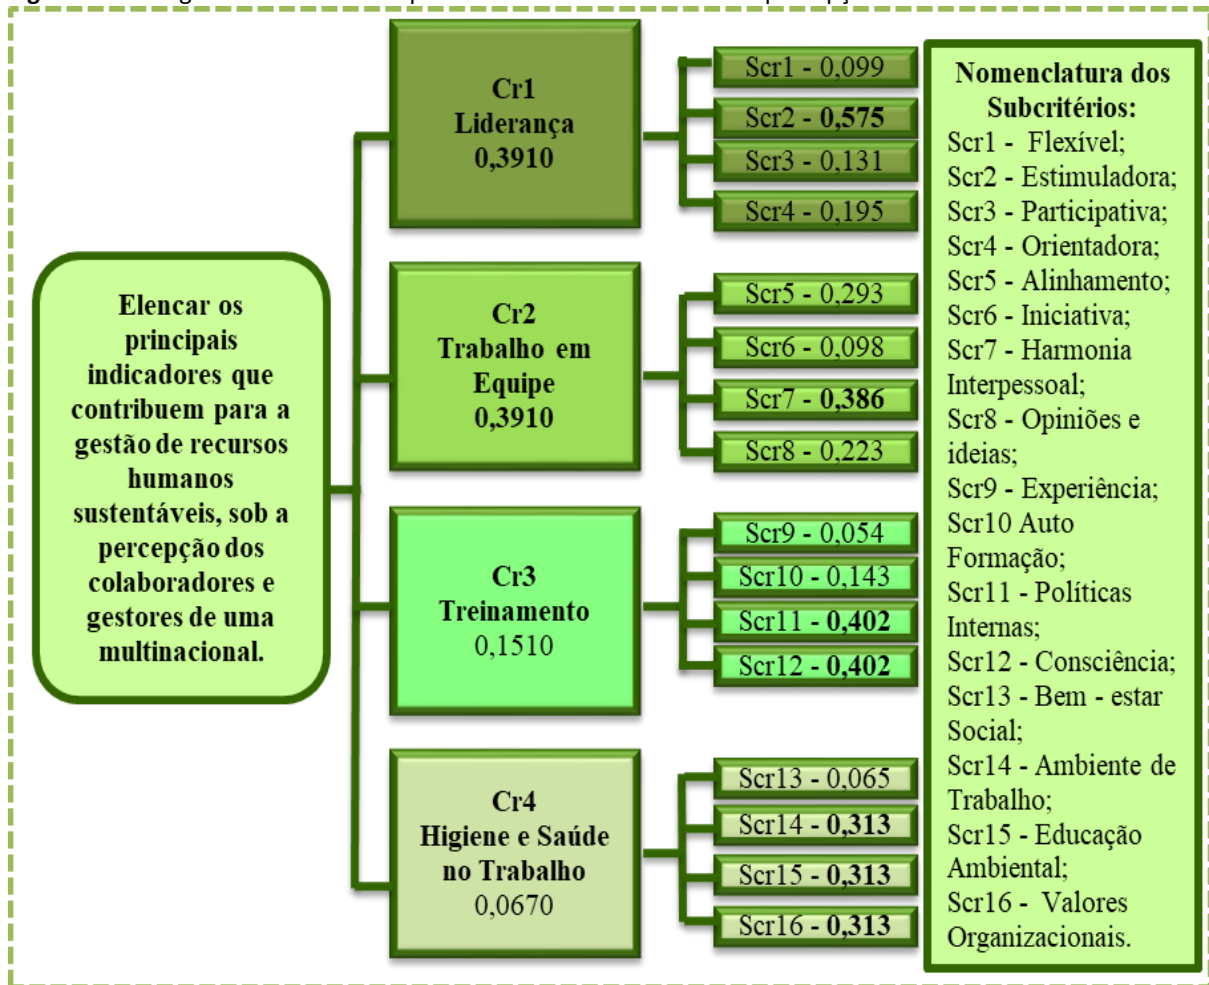 Elencar os
principais
indicadores que
contribuem para a
gestão de recursos
humanos
sustentáveis, sob a
percepção dos
colaboradores e
gestores de uma
multinacional.
Cr1
Liderança
0,3910
Scr1 - 0,099
Scr2 - 0,575
Scr3 - 0,131
Scr4 - 0,195
Cr2
Trabalho em
Equipe
0,3910
Scr5 - 0,293
Scr6 - 0,098
Scr7 - 0,386
Scr8 - 0,223
Cr3
Treinamento
0,1510
Scr9 - 0,054
Scr10 - 0,143
Scr11 - 0,402
Scr12 - 0,402
Cr4
Higiene e Saúde
no Trabalho
0,0670
Scr13 - 0,065
Scr14 - 0,313
Scr15 - 0,313
Scr16 - 0,313
Nomenclatura dos
Subcritérios:
Scr1 - Flexível;
Scr2 - Estimuladora;
Scr3 - Participativa;
Scr4 - Orientadora;
Scr5 - Alinhamento;
Scr6 - Iniciativa;
Scr7 - Harmonia
Interpessoal;
Scr8 - Opiniões e
ideias;
Scr9 - Experiência;
Scr10 Auto
Formação;
Scr11 - Políticas
Internas;
Scr12 - Consciência;
Scr13 - Bem - estar
Social;
Scr14 - Ambiente de
Trabalho;
Scr15 - Educação
Ambiental;
Scr16 - Valores
Organizacionais.